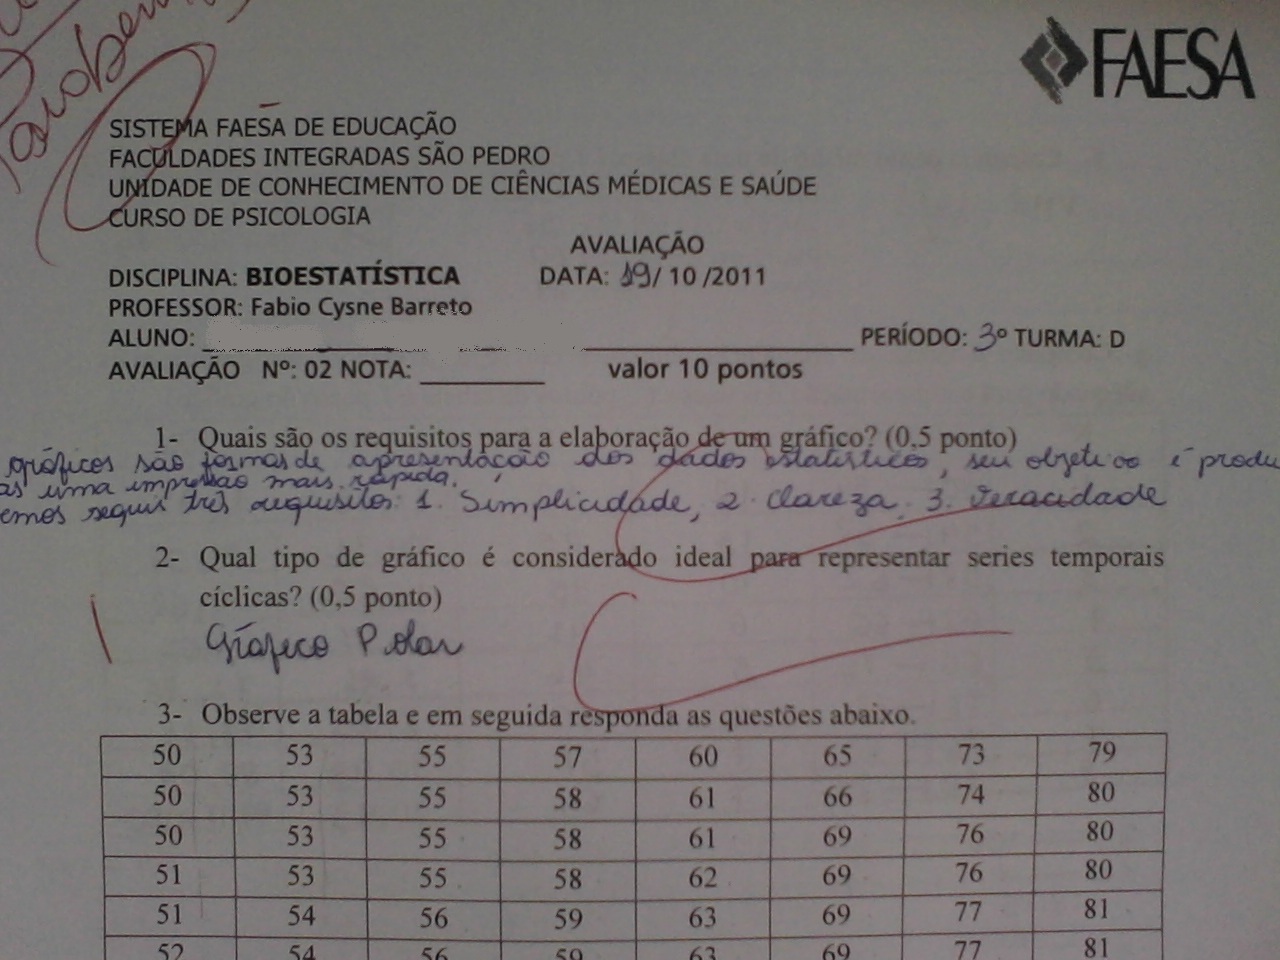 Parabens
FAESA
SISTEMA FAESA DE EDUCAÇÃO
FACULDADES INTEGRADAS SÃO PEDRO
UNIDADE DE CONHECIMENTO DE CIÊNCIAS MÉDICAS E SAÚDE
CURSO DE PSICOLOGIA
AVALIAÇÃO
DISCIPLINA: BIOESTATÍSTICA DATA: 19/ 10 /2011
PROFESSOR: Fabio Cysne Barreto
ALUNO: PERÍODO: 3º TURMA: D
AVALIAÇÃO Nº: 02 NOTA: valor 10 pontos
1- Quais são os requisitos para a elaboração de um gráfico? (0,5 ponto)
gráficos são formas de apresentação dos dados estatísticos, seu objetivo é produ
uma impressão mais rápida.
emos seguir três requisitos: 1. Simplicidade, 2. Clareza, 3. Veracidade
2- Qual tipo de gráfico é considerado ideal para representar series temporais
cíclicas? (0,5 ponto)
Gráfico Polar
3- Observe a tabela e em seguida responda as questões abaixo.
50 53 55 57 60 65 73 79
50 53 55 58 61 66 74 80
50 53 55 58 61 69 76 80
51 53 55 58 62 69 76 80
51 54 56 59 63 69 77 81
52 54 56 59 63 69 77 81